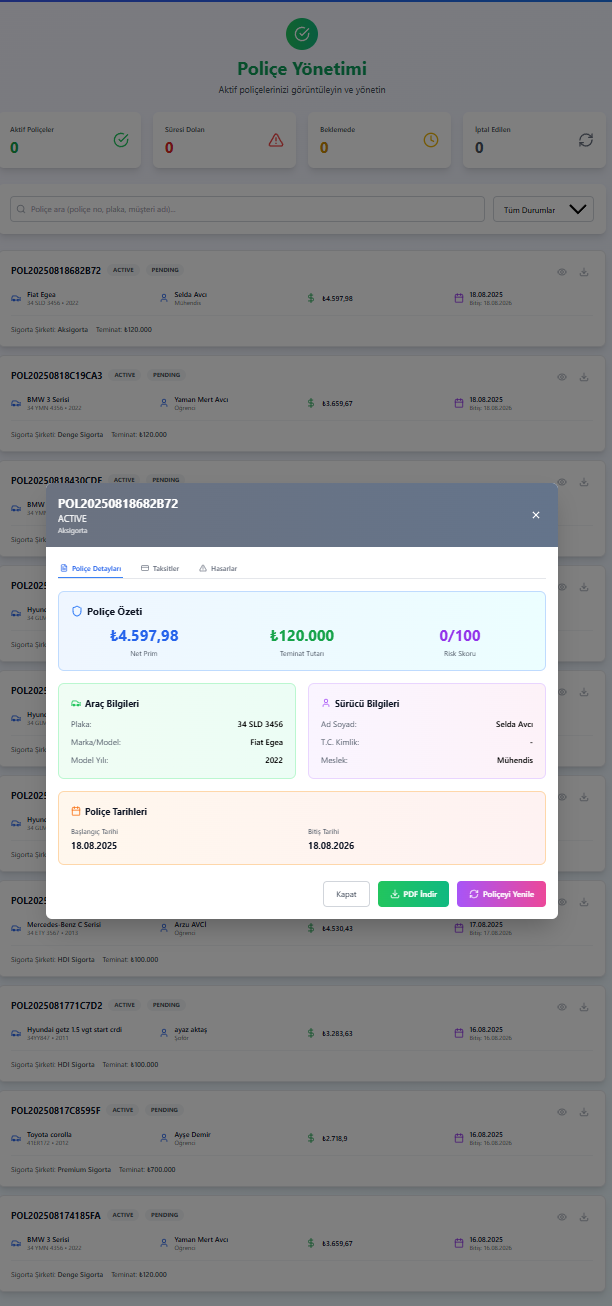 Poliçe Yönetimi
Aktif poliçelerinizi görüntüleyin ve yönetin
Aktif Poliçeler
0
Süresi Dolan
0
Beklemede
0
İptal Edilen
0
Poliçe ara (poliçe no, plaka, müşteri adı)...
Tüm Durumlar
POL20250818682B72 ACTIVE PENDING
Fiat Egea
34 SLD 3456 • 2022
Selda Avcı
Mühendis
₺4.597,98
18.08.2025
Bitiş: 18.08.2026
Sigorta Şirketi: Aksigorta Teminat: ₺120.000
POL20250818C19CA3 ACTIVE PENDING
BMW 3 Serisi
34 YMN 3456 • 2022
Yaman Mert Avcı
Öğrenci
₺3.659,67
18.08.2025
Bitiş: 18.08.2026
Sigorta Şirketi: Denge Sigorta Teminat: ₺120.000
POL20250818430CDF ACTIVE PENDING
BMW
34 YM
Sigorta Şirk
POL20250818682B72
ACTIVE
Aksigorta
Poliçe Detayları
Taksitler
Hasarlar
Poliçe Özeti
₺4.597,98
Net Prim
₺120.000
Teminat Tutarı
0/100
Risk Skoru
Araç Bilgileri
Plaka: 34 SLD 3456
Marka/Model: Fiat Egea
Model Yılı: 2022
Sürücü Bilgileri
Ad Soyad: Selda Avcı
T.C. Kimlik: -
Meslek: Mühendis
Poliçe Tarihleri
Başlangıç Tarihi
18.08.2025
Bitiş Tarihi
18.08.2026
Kapat
PDF İndir
Poliçeyi Yenile
Mercedes-Benz C Serisi
Arzu AVCI
₺4.530,43
17.08.2025
Bitiş: 17.08.2026
Sigorta Şirketi: HDI Sigorta Teminat: ₺100.000
POL2025081771C7D2 ACTIVE PENDING
Hyundai getz 1.5 vgt start crdi
34YY847 • 2011
ayaz aktaş
Şoför
₺3.283,63
16.08.2025
Bitiş: 16.08.2026
Sigorta Şirketi: HDI Sigorta Teminat: ₺100.000
POL20250817C8595F ACTIVE PENDING
Toyota corolla
41ER172 • 2012
Ayşe Demir
Öğrenci
₺2.718,9
16.08.2025
Bitiş: 16.08.2026
Sigorta Şirketi: Premium Sigorta Teminat: ₺700.000
POL202508174185FA ACTIVE PENDING
BMW 3 Serisi
34 YMN 3456 • 2022
Yaman Mert Avcı
Öğrenci
₺3.659,67
16.08.2025
Bitiş: 16.08.2026
Sigorta Şirketi: Denge Sigorta Teminat: ₺120.000